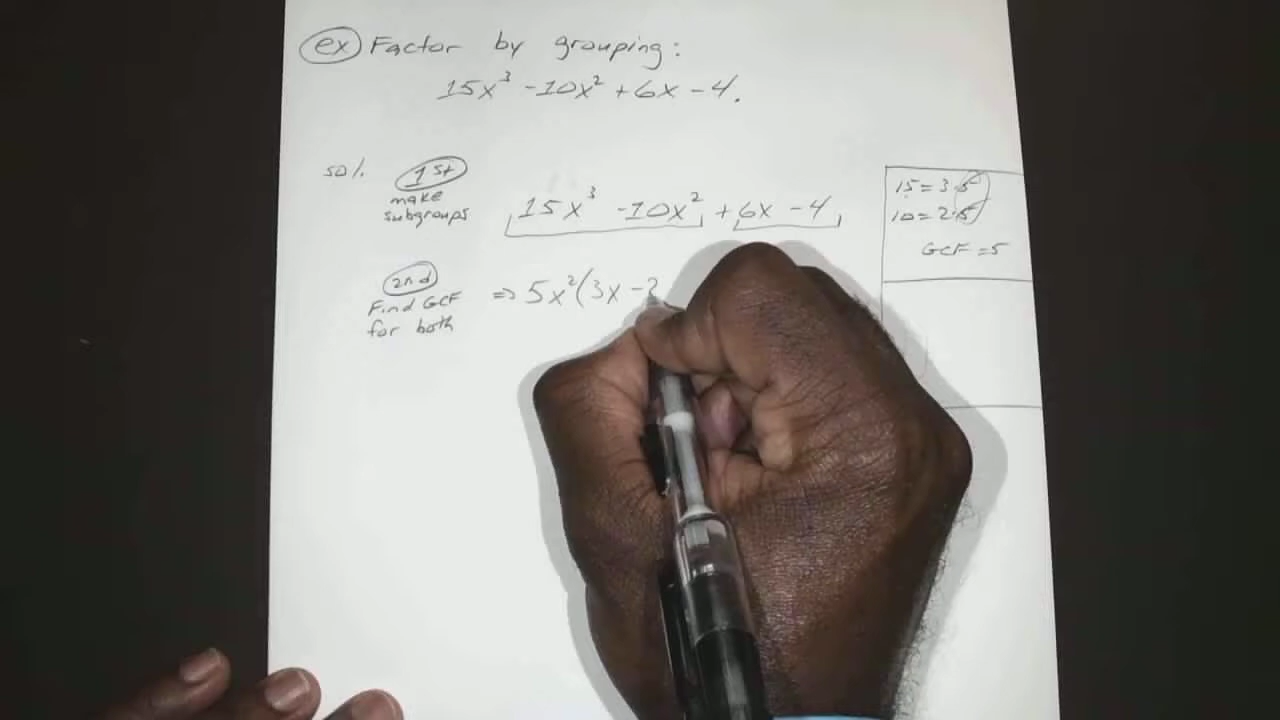 ex Factor by grouping:
15x³ -10x² +6x -4.
sol.
1st
make
subgroups
15x³ -10x² +6x -4
15=3·5
10=2·5
GCF =5
2nd
Find GCF
for both
⇒ 5x²(3x -2